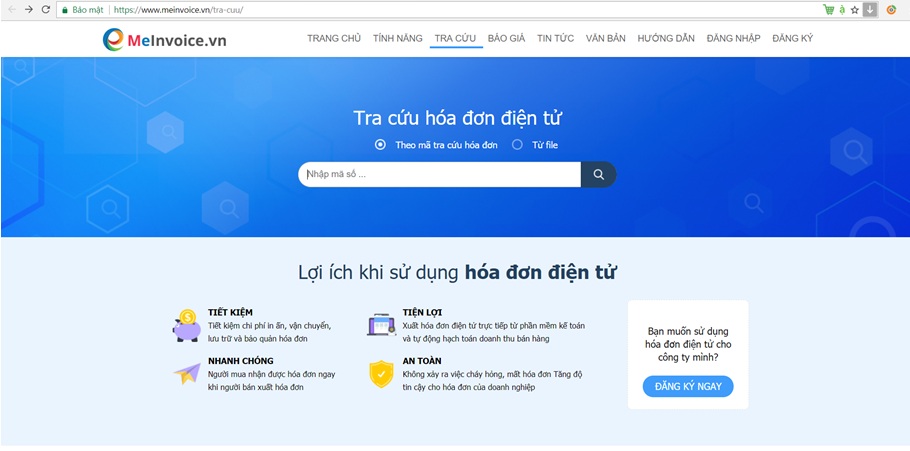 Bảo mật | https://www.meinvoice.vn/tra-cuu/
MeInvoice.vn
TRANG CHỦ TÍNH NĂNG TRA CỨU BÁO GIÁ TIN TỨC VĂN BẢN HƯỚNG DẪN ĐĂNG NHẬP ĐĂNG KÝ
Tra cứu hóa đơn điện tử
Theo mã tra cứu hóa đơn Từ file
Nhập mã số ...
Lợi ích khi sử dụng hóa đơn điện tử
TIẾT KIỆM
Tiết kiệm chi phí in ấn, vận chuyển,
lưu trữ và bảo quản hóa đơn
TIỆN LỢI
Xuất hóa đơn điện tử trực tiếp từ phần mềm kế toán
và tự động hạch toán doanh thu bán hàng
NHANH CHÓNG
Người mua nhận được hóa đơn ngay
khi người bán xuất hóa đơn
AN TOÀN
Không xảy ra việc cháy hỏng, mất hóa đơn Tăng độ
tin cậy cho hóa đơn của doanh nghiệp
Bạn muốn sử dụng
hóa đơn điện tử cho
công ty mình?
ĐĂNG KÝ NGAY